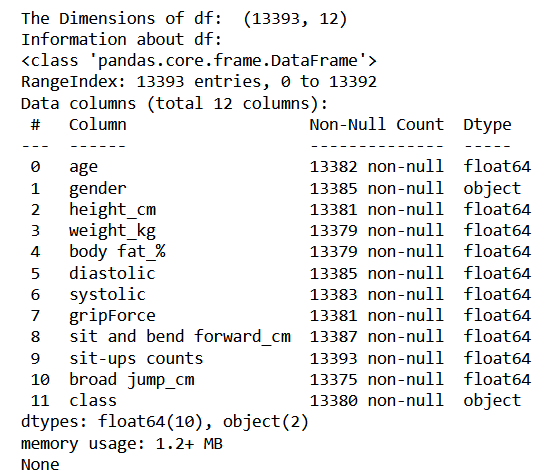 The Dimensions of df:  (13393, 12)
Information about df:
<class 'pandas.core.frame.DataFrame'>
RangeIndex: 13393 entries, 0 to 13392
Data columns (total 12 columns):
 #   Column                  Non-Null Count  Dtype
---  ------                  --------------  -----
 0   age                     13382 non-null  float64
 1   gender                  13385 non-null  object
 2   height_cm               13381 non-null  float64
 3   weight_kg               13379 non-null  float64
 4   body fat_%              13379 non-null  float64
 5   diastolic               13385 non-null  float64
 6   systolic                13383 non-null  float64
 7   gripForce               13381 non-null  float64
 8   sit and bend forward_cm  13387 non-null  float64
 9   sit-ups counts          13393 non-null  float64
 10  broad jump_cm           13375 non-null  float64
 11  class                   13380 non-null  object
dtypes: float64(10), object(2)
memory usage: 1.2+ MB
None